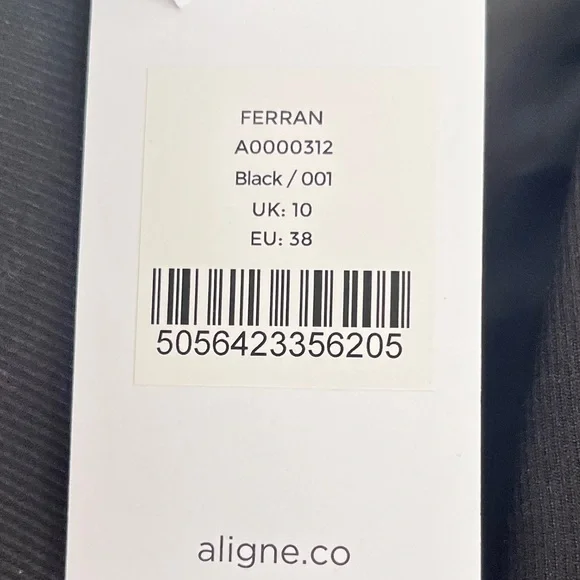 FERRAN
A0000312
Black / 001
UK: 10
EU: 38
5056423356205
aligne.co